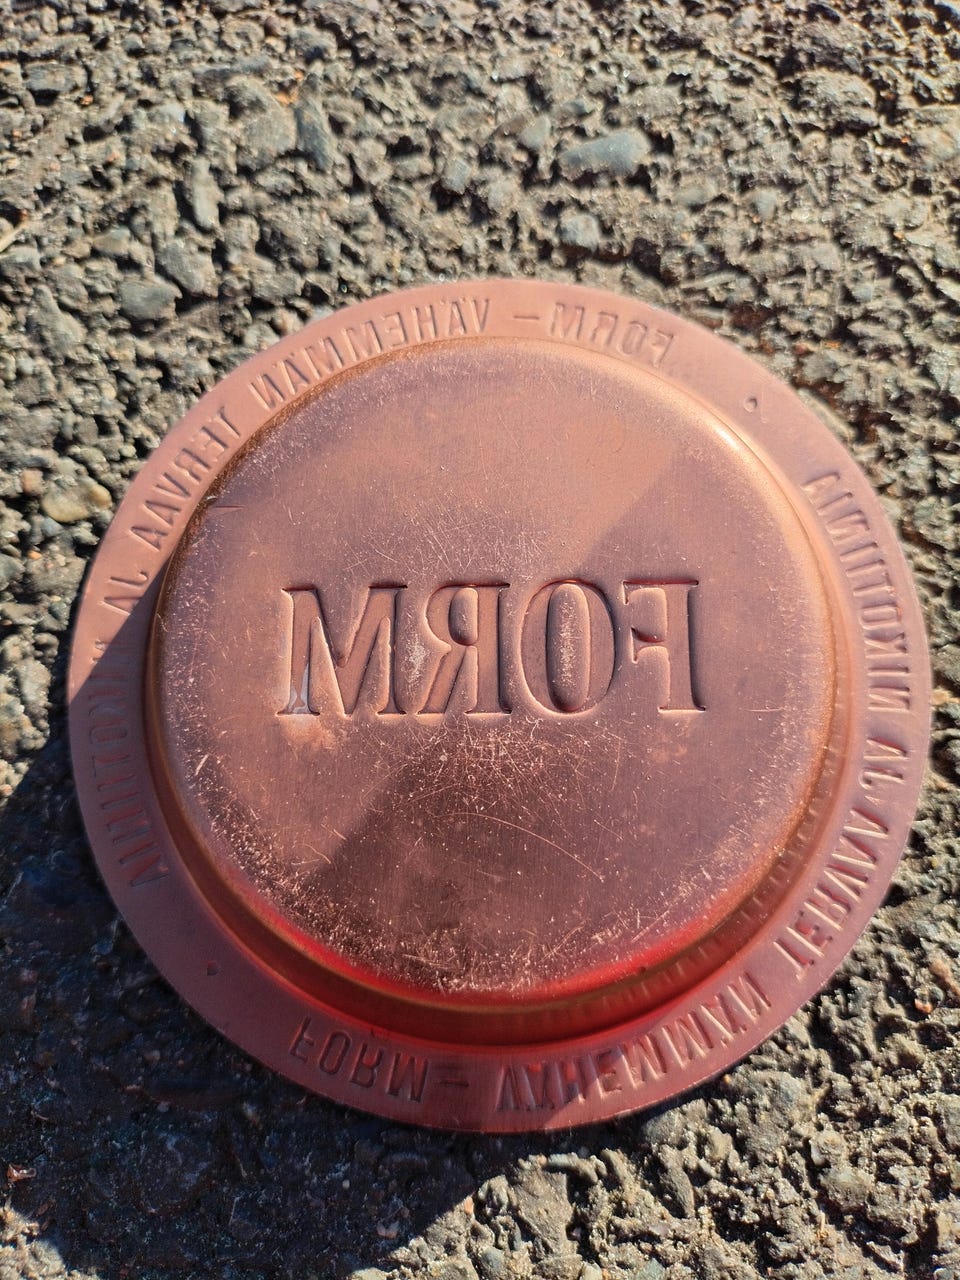 FORM – VÄHEMMÄN TERVAA JA NIKOTIINIA
FORM
FORM – VÄHEMMÄN TERVAA JA NIKOTIINIA